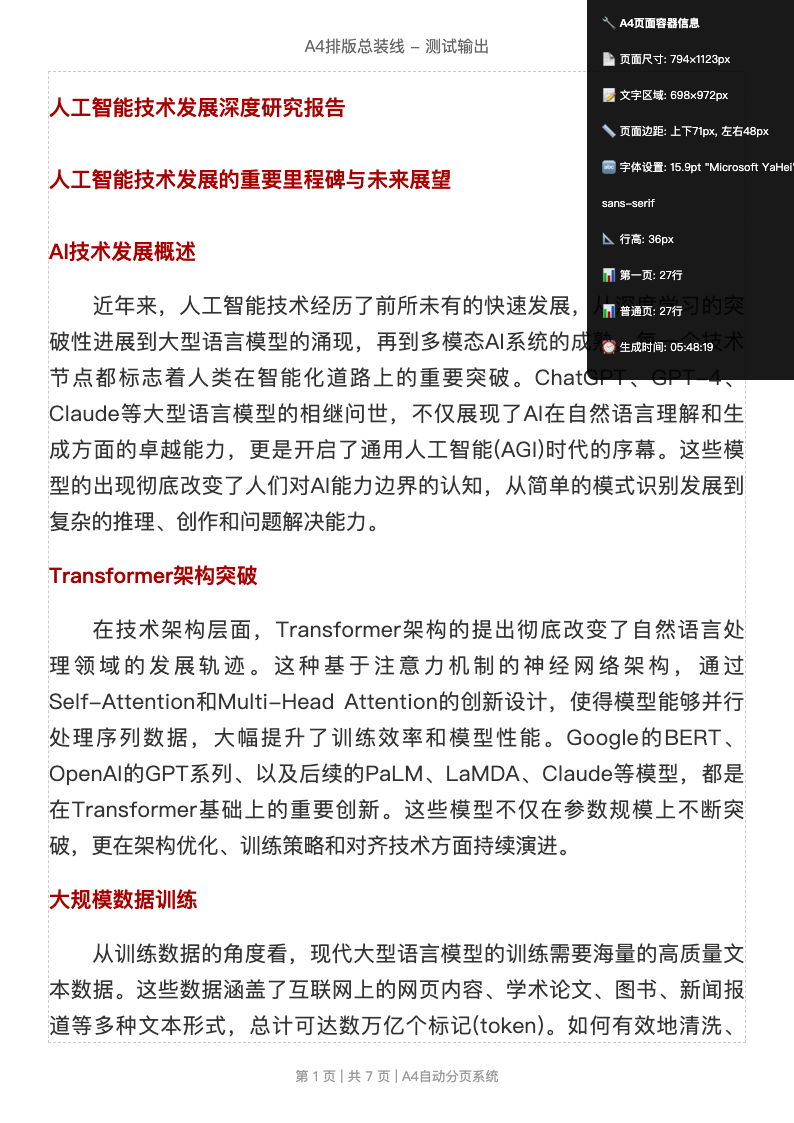 A4排版总装线 – 测试输出
🔧 A4页面容器信息
📄 页面尺寸: 794×1123px
📝 文字区域: 698×972px
📏 页面边距: 上下71px, 左右48px
🔤 字体设置: 15.9pt "Microsoft YaHei"
sans-serif
📐 行高: 36px
📊 第一页: 27行
📊 普通页: 27行
⏰ 生成时间: 05:48:19
人工智能技术发展深度研究报告
人工智能技术发展的重要里程碑与未来展望
AI技术发展概述
近年来，人工智能技术经历了前所未有的快速发展，从深度学习的突
破性进展到大型语言模型的涌现，再到多模态AI系统的成熟，每一个技术
节点都标志着人类在智能化道路上的重要突破。ChatGPT、GPT–4、
Claude等大型语言模型的相继问世，不仅展现了AI在自然语言理解和生
成方面的卓越能力，更是开启了通用人工智能(AGI)时代的序幕。这些模
型的出现彻底改变了人们对AI能力边界的认知，从简单的模式识别发展到
复杂的推理、创作和问题解决能力。
Transformer架构突破
在技术架构层面，Transformer架构的提出彻底改变了自然语言处
理领域的发展轨迹。这种基于注意力机制的神经网络架构，通过
Self–Attention和Multi–Head Attention的创新设计，使得模型能够并行
处理序列数据，大幅提升了训练效率和模型性能。Google的BERT、
OpenAI的GPT系列、以及后续的PaLM、LaMDA、Claude等模型，都是
在Transformer基础上的重要创新。这些模型不仅在参数规模上不断突
破，更在架构优化、训练策略和对齐技术方面持续演进。
大规模数据训练
从训练数据的角度看，现代大型语言模型的训练需要海量的高质量文
本数据。这些数据涵盖了互联网上的网页内容、学术论文、图书、新闻报
道等多种文本形式，总计可达数万亿个标记(token)。如何有效地清洗、
第 1 页 | 共 7 页 | A4自动分页系统